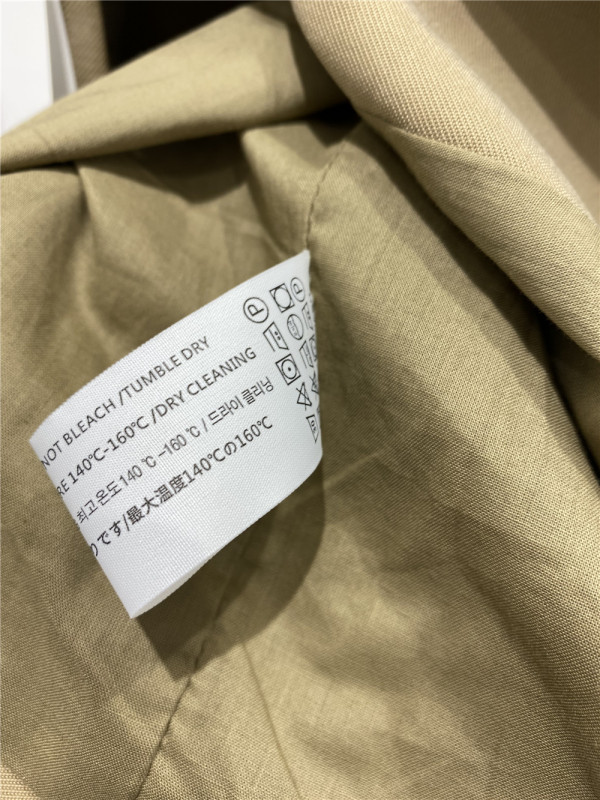 NOT BLEACH /TUMBLE DRY
RE 140℃-160℃ /DRY CLEANING
최고 온도 140 ℃ -160 ℃ / 드라이 클리닝
です/最大温度140℃の160℃
P
P